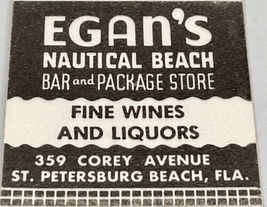 EGAN'S
NAUTICAL BEACH
BAR and PACKAGE STORE
FINE WINES
AND LIQUORS
359 COREY AVENUE
ST. PETERSBURG BEACH, FLA.